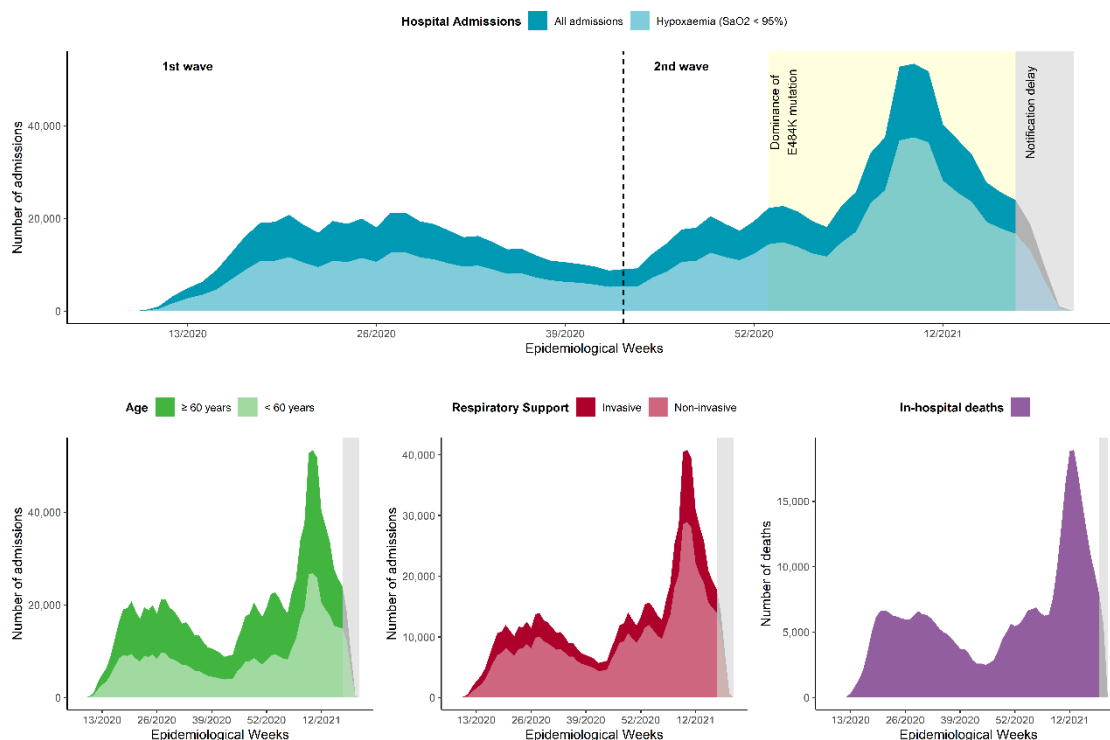 Hospital Admissions All admissions Hypoxaemia (SaO2 < 95%)
1st wave
2nd wave
Dominance of
E484K mutation
Notification delay
Number of admissions
40,000
20,000
0
13/2020 26/2020 39/2020 52/2020 12/2021
Epidemiological Weeks
Age ≥ 60 years < 60 years
Number of admissions
40,000
20,000
0
13/2020 26/2020 39/2020 52/2020 12/2021
Epidemiological Weeks
Respiratory Support Invasive Non-invasive
Number of admissions
40,000
30,000
20,000
10,000
0
13/2020 26/2020 39/2020 52/2020 12/2021
Epidemiological Weeks
In-hospital deaths
Number of deaths
15,000
10,000
5,000
0
13/2020 26/2020 39/2020 52/2020 12/2021
Epidemiological Weeks